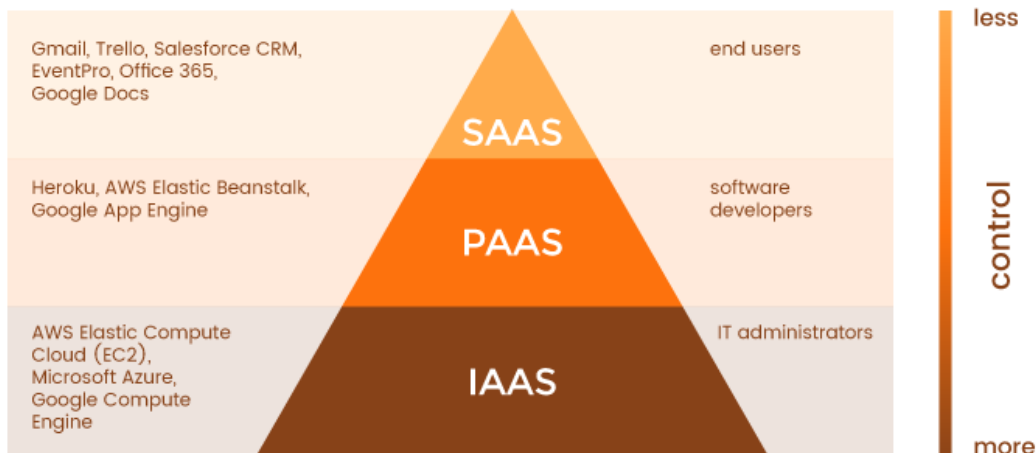 less
Gmail, Trello, Salesforce CRM,
EventPro, Office 365,
Google Docs
SAAS
end users
Heroku, AWS Elastic Beanstalk,
Google App Engine
PAAS
software
developers
control
AWS Elastic Compute
Cloud (EC2),
Microsoft Azure,
Google Compute
Engine
IAAS
IT administrators
more